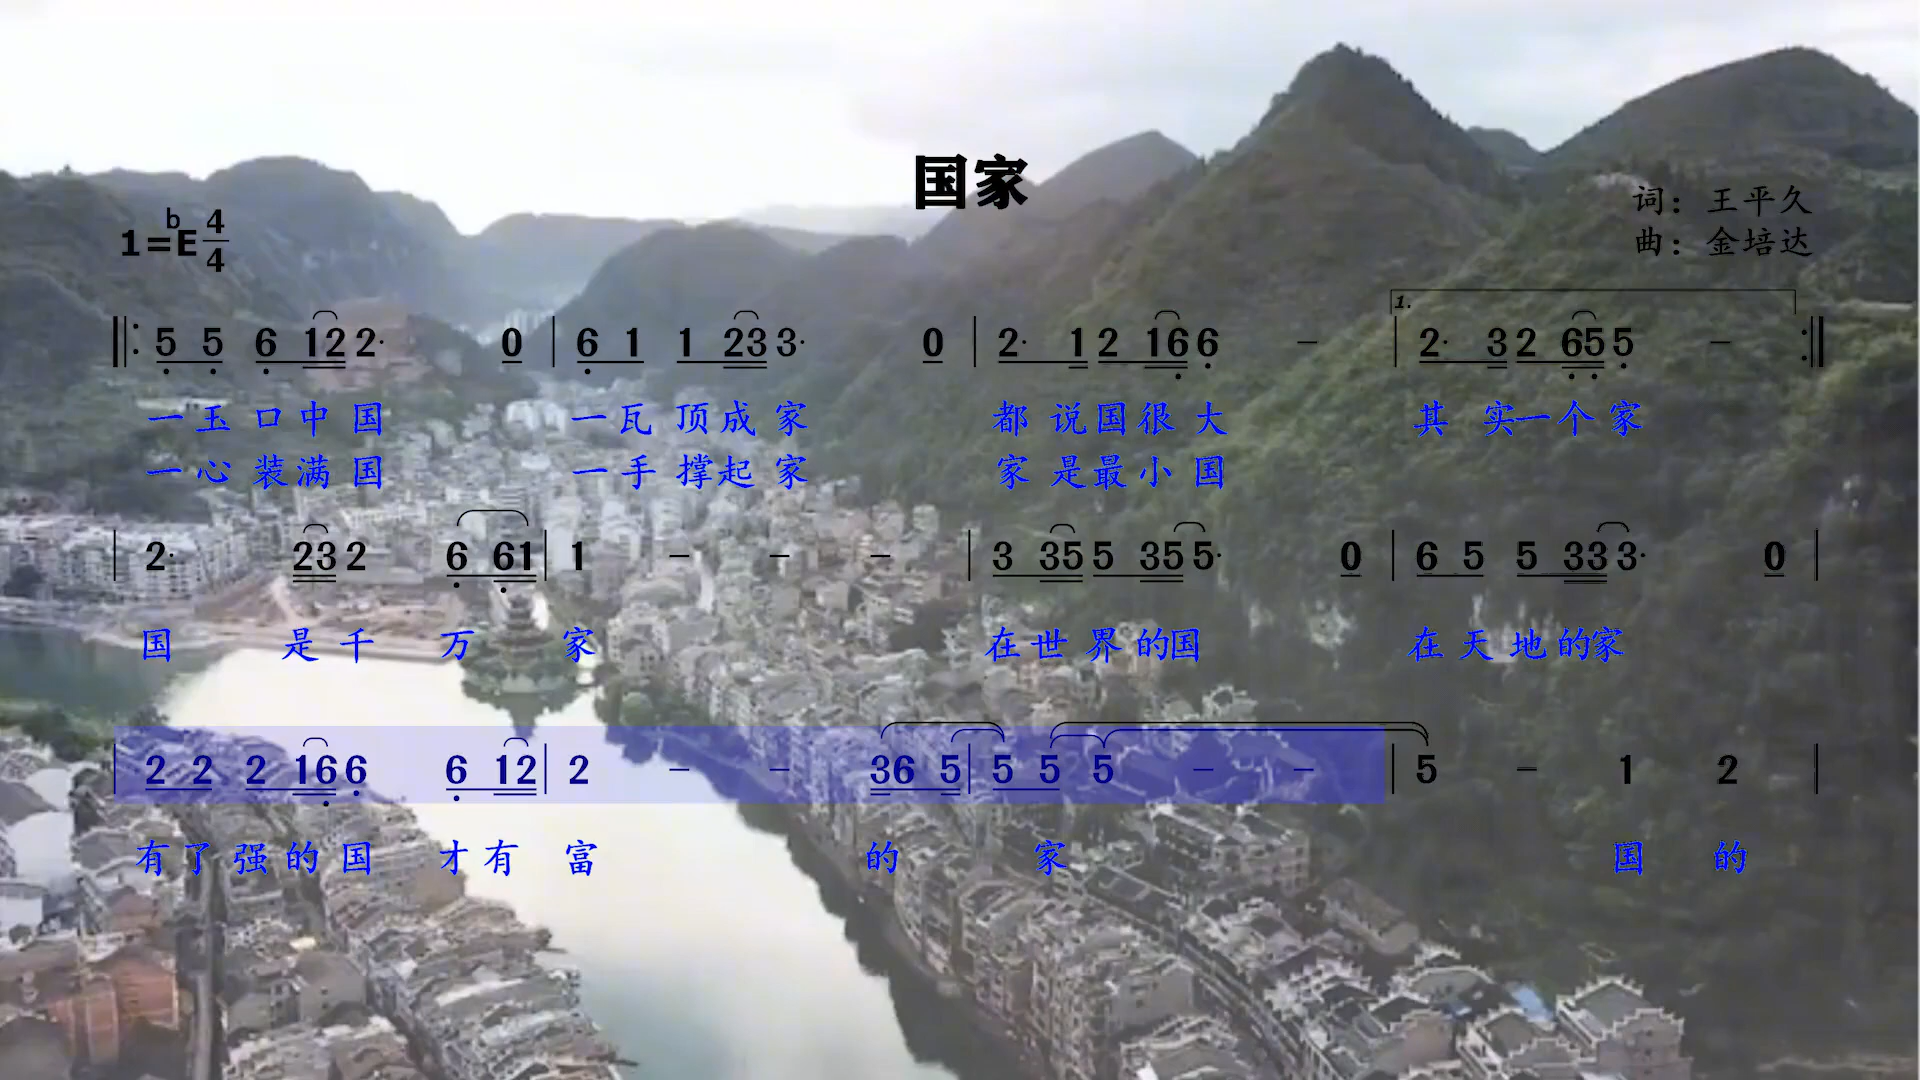 国家
词：王平久
1=♭E 4/4
曲：金培达
1.
5 5 6 12 2· 0 | 6 1 1 23 3· 0 | 2· 1 2 16 6 – | 2· 3 2 65 5 – :|
一玉口中国 一瓦顶成家 都说国很大 其实一个家
一心装满国 一手撑起家 家是最小国
2· 23 2 6 61 | 1 – – – | 3 35 5 35 5· 0 | 6 5 5 33 3· 0 |
国是千万家 在世界的国 在天地的家
2 2 2 16 6 6 12 | 2 – – 36 5 | 5 5 5 – – | 5 – 1 2 |
有了强的国 才有富的家 国的